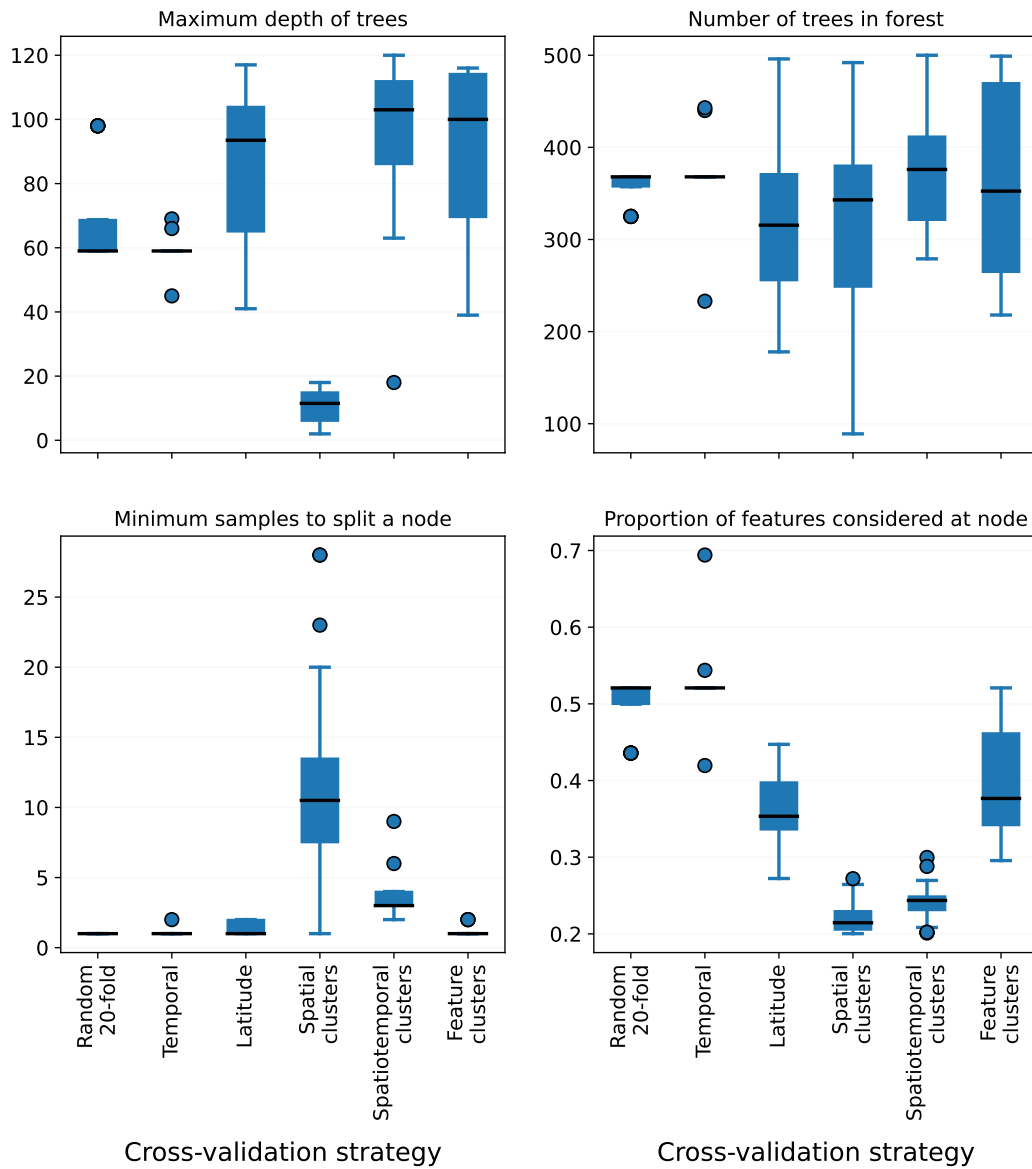 Maximum depth of trees
120
100
80
60
40
20
0
Number of trees in forest
500
400
300
200
100
Minimum samples to split a node
25
20
15
10
5
0
Random
20-fold
Temporal
Latitude
Spatial
clusters
Spatiotemporal
clusters
Feature
clusters
Cross-validation strategy
Proportion of features considered at node
0.7
0.6
0.5
0.4
0.3
0.2
Random
20-fold
Temporal
Latitude
Spatial
clusters
Spatiotemporal
clusters
Feature
clusters
Cross-validation strategy